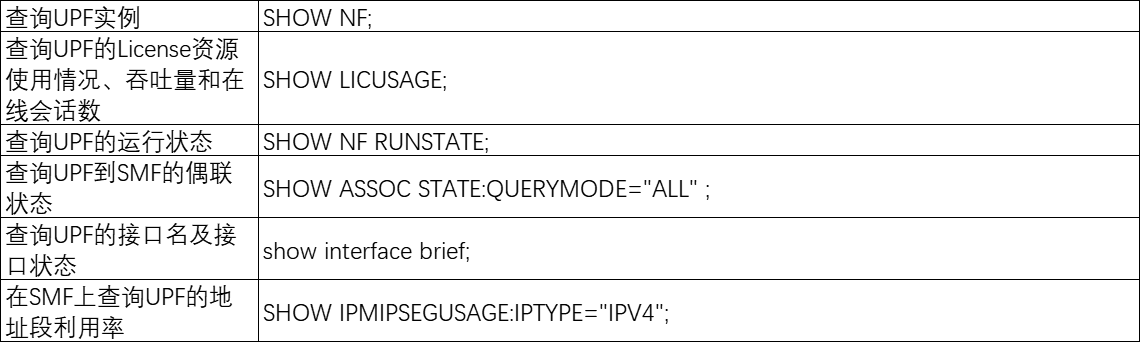 查询UPF实例 SHOW NF;
查询UPF的License资源
使用情况、吞吐量和在
线会话数
SHOW LICUSAGE;
查询UPF的运行状态 SHOW NF RUNSTATE;
查询UPF到SMF的偶联
状态
SHOW ASSOC STATE:QUERYMODE="ALL" ;
查询UPF的接口名及接
口状态
show interface brief;
在SMF上查询UPF的地
址段利用率
SHOW IPMIPSEGUSAGE:IPTYPE="IPV4";